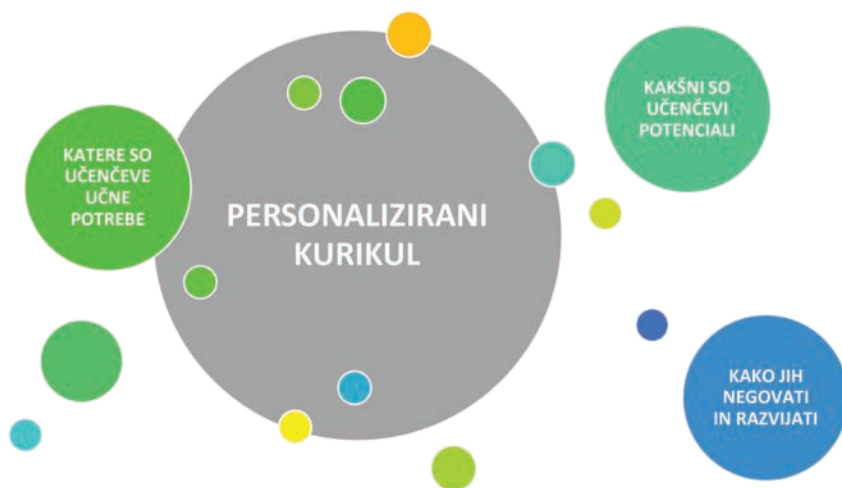 KATERE SO
UČENČEVE
UČNE
POTREBE
PERSONALIZIRANI
KURIKUL
KAKŠNI SO
UČENČEVI
POTENCIALI
KAKO JIH
NEGOVATI
IN RAZVIJATI